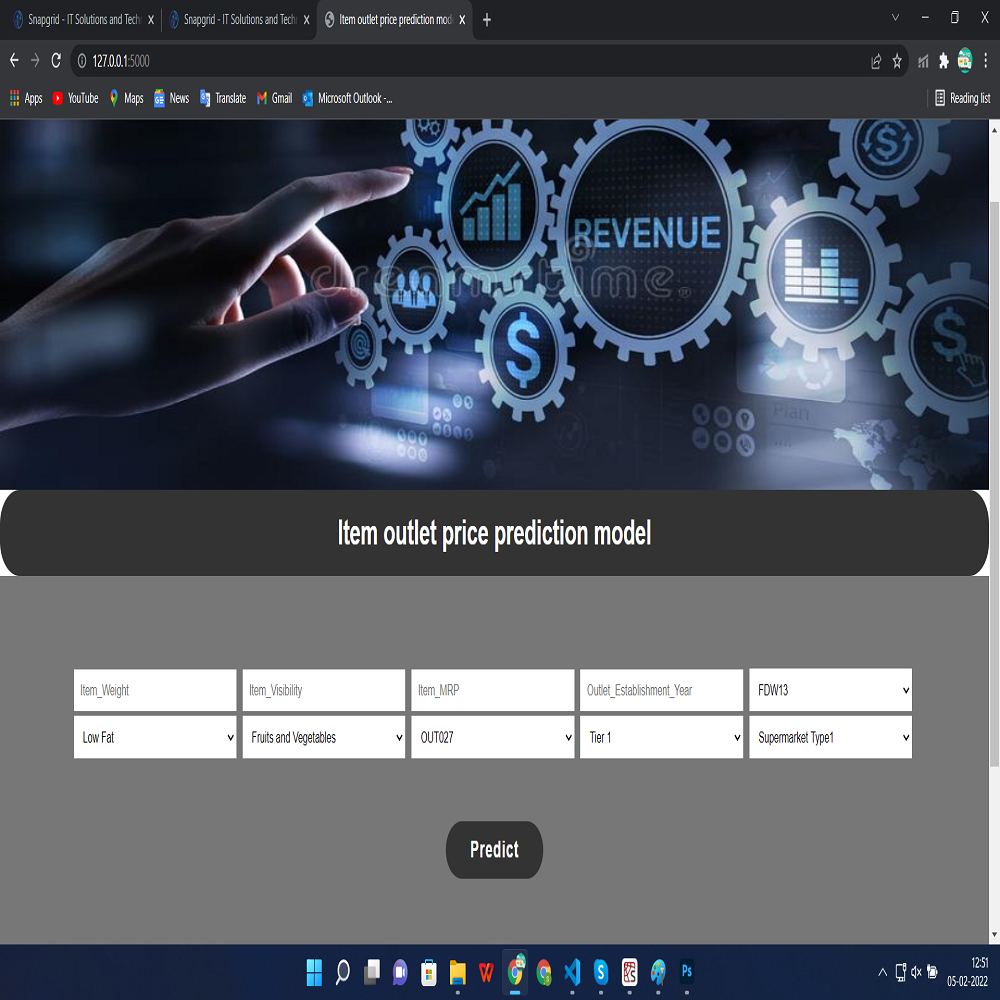 Snapgrid - IT Solutions and Tech
Snapgrid - IT Solutions and Tech
Item outlet price prediction mod
127.0.0.1:5000
Apps
YouTube
Maps
News
Translate
Gmail
Microsoft Outlook -...
Reading list
REVENUE
dreamstime
Plan
Item outlet price prediction model
Item_Weight
Item_Visibility
Item_MRP
Outlet_Establishment_Year
FDW13
Low Fat
Fruits and Vegetables
OUT027
Tier 1
Supermarket Type1
Predict
12:51
05-02-2022